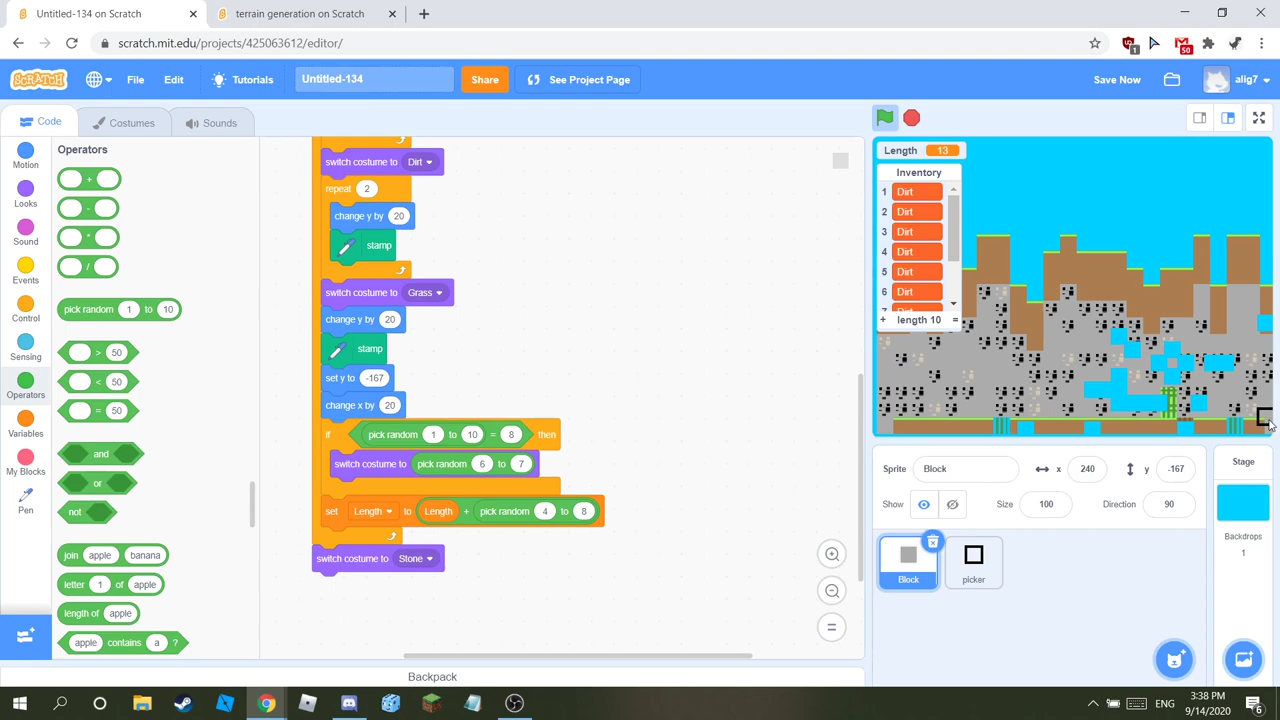 Untitled-134 on Scratch
terrain generation on Scratch
scratch.mit.edu/projects/425063612/editor/
1
50
SCRATCH
File
Edit
Tutorials
Untitled-134
Share
See Project Page
Save Now
alig7
Code
Costumes
Sounds
Motion
Looks
Sound
Events
Control
Sensing
Operators
Variables
My Blocks
Pen
Operators
+
-
*
/
pick random 1 to 10
> 50
< 50
= 50
and
or
not
join apple banana
letter 1 of apple
length of apple
apple contains a ?
switch costume to Dirt
repeat 2
change y by 20
stamp
switch costume to Grass
change y by 20
stamp
set y to -167
change x by 20
if pick random 1 to 10 = 8 then
switch costume to pick random 6 to 7
set Length to Length + pick random 4 to 8
switch costume to Stone
Backpack
Length 13
Inventory
1 Dirt
2 Dirt
3 Dirt
4 Dirt
5 Dirt
6 Dirt
+ length 10 =
Sprite Block x 240 y -167
Show Size 100 Direction 90
Block
picker
Stage
Backdrops
1
ENG
3:38 PM
9/14/2020
6